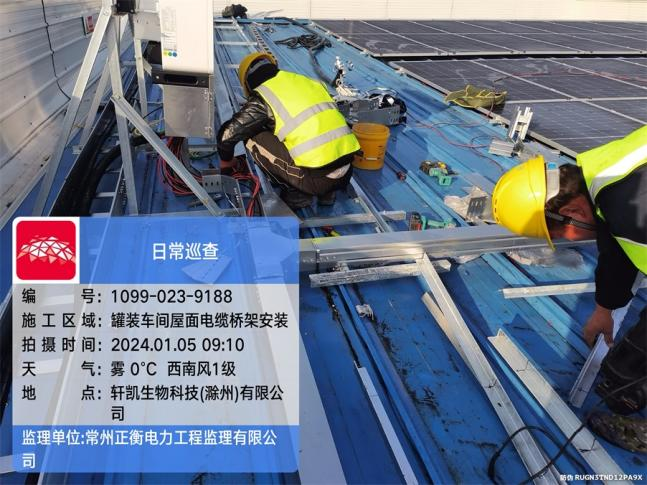 日常巡查
编 号: 1099-023-9188
施工区域: 罐装车间屋面电缆桥架安装
拍摄时间: 2024.01.05 09:10
天 气: 雾 0℃ 西南风1级
地 点: 轩凯生物科技(滁州)有限公
司
监理单位:常州正衡电力工程监理有限公
司
防伪 RUGN3TND12PA9X